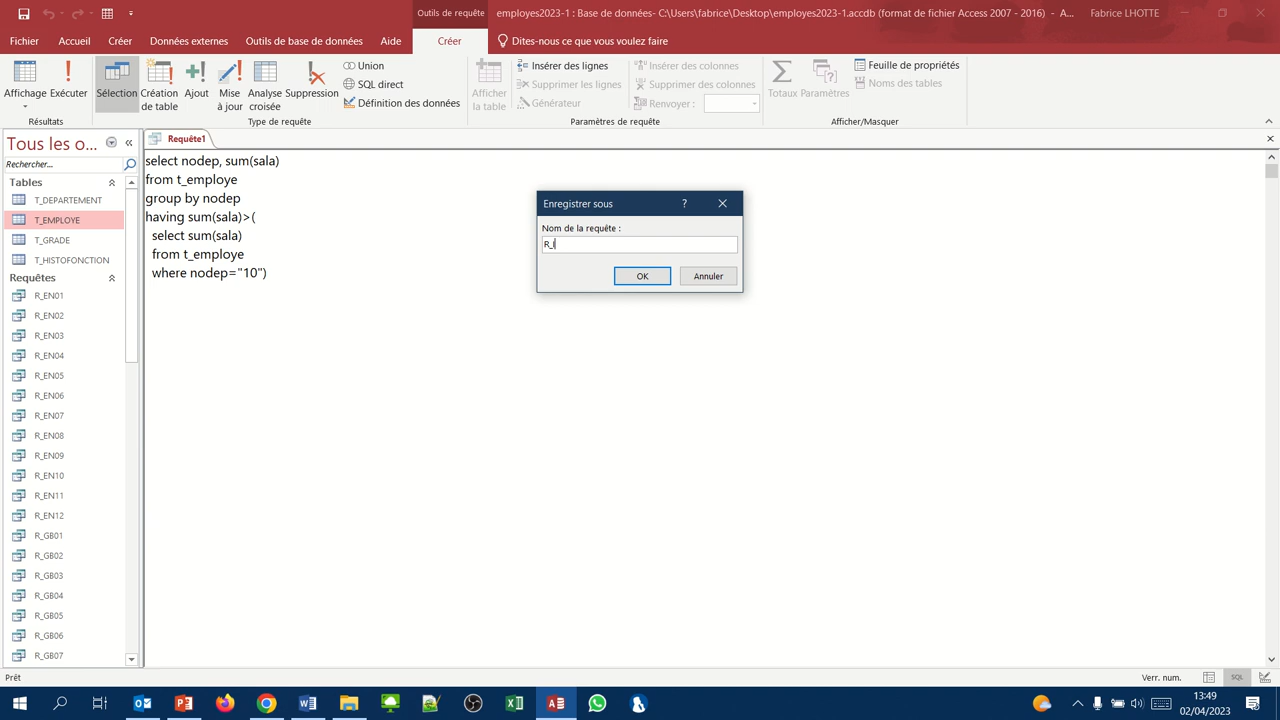 Outils de requête
employes2023-1 : Base de données- C:\Users\fabrice\Desktop\employes2023-1.accdb (format de fichier Access 2007 - 2016) - A...
Fabrice LHOTTE
Fichier
Accueil
Créer
Données externes
Outils de base de données
Aide
Créer
Dites-nous ce que vous voulez faire
Affichage
Exécuter
Résultats
Sélection
Création
de table
Ajout
Mise
à jour
Analyse
croisée
Suppression
Union
SQL direct
Définition des données
Type de requête
Afficher
la table
Insérer des lignes
Supprimer les lignes
Générateur
Insérer des colonnes
Supprimer des colonnes
Renvoyer :
Paramètres de requête
Totaux
Paramètres
Feuille de propriétés
Noms des tables
Afficher/Masquer
Tous les o...
Rechercher...
Tables
T_DEPARTEMENT
T_EMPLOYE
T_GRADE
T_HISTOFONCTION
Requêtes
R_EN01
R_EN02
R_EN03
R_EN04
R_EN05
R_EN06
R_EN07
R_EN08
R_EN09
R_EN10
R_EN11
R_EN12
R_GB01
R_GB02
R_GB03
R_GB04
R_GB05
R_GB06
R_GB07
Requête1
select nodep, sum(sala)
from t_employe
group by nodep
having sum(sala)>(
select sum(sala)
from t_employe
where nodep="10")
Enregistrer sous
?
Nom de la requête :
R_I
OK
Annuler
Prêt
Verr. num.
SQL
13:49
02/04/2023